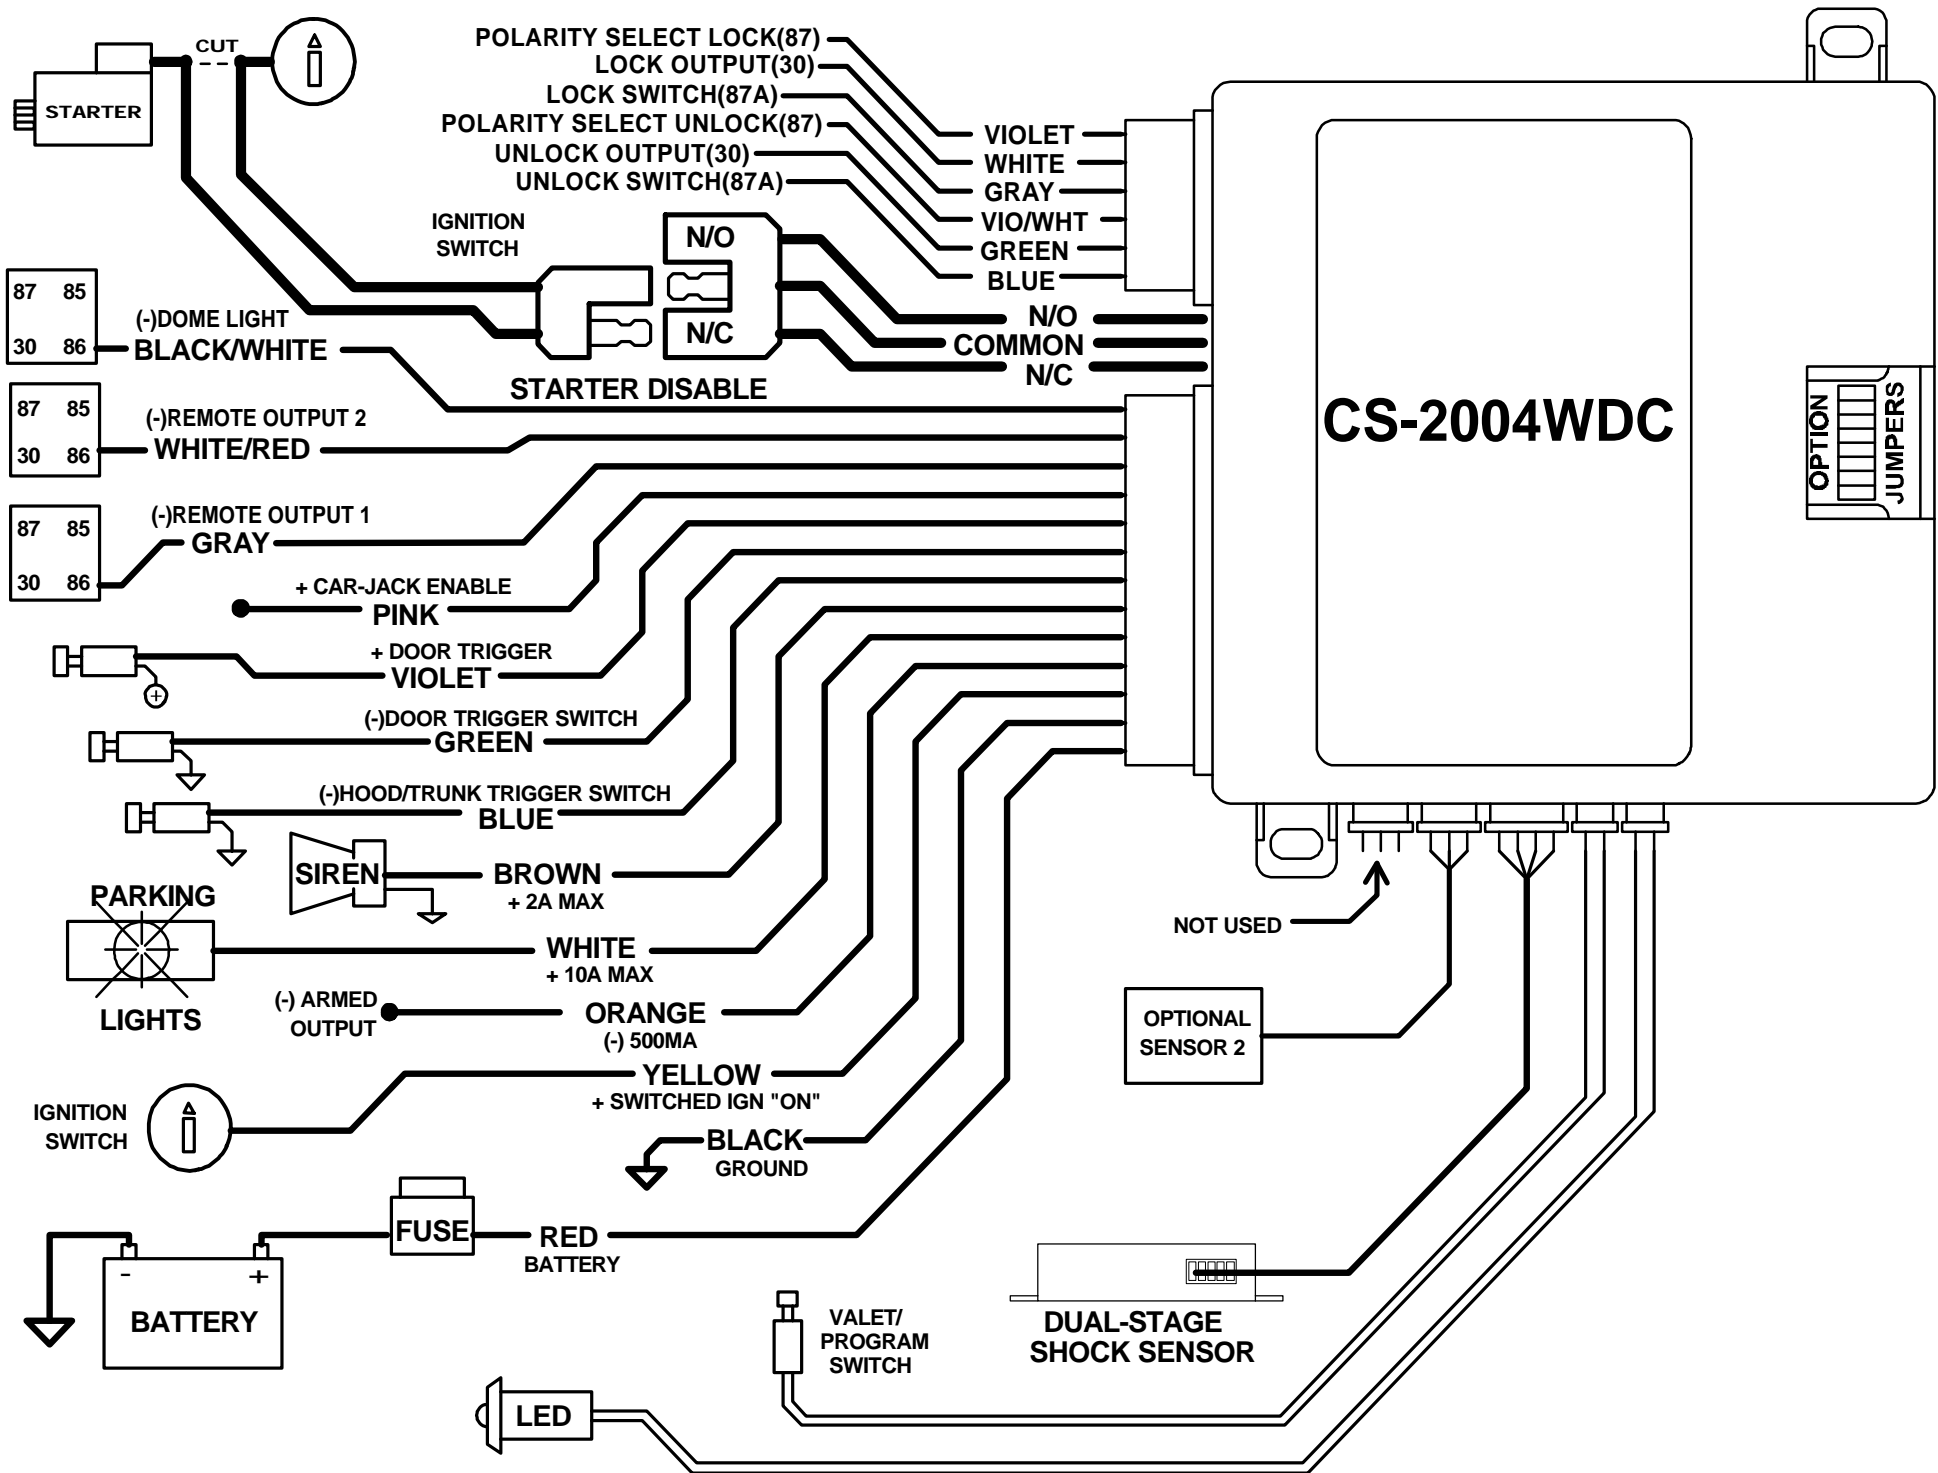 CUT
STARTER
POLARITY SELECT LOCK(87)
LOCK OUTPUT(30)
LOCK SWITCH(87A)
POLARITY SELECT UNLOCK(87)
UNLOCK OUTPUT(30)
UNLOCK SWITCH(87A)
VIOLET
WHITE
GRAY
VIO/WHT
GREEN
BLUE
IGNITION
SWITCH
N/O
N/C
N/O
COMMON
N/C
STARTER DISABLE
CS-2004WDC
OPTION
JUMPERS
87 85
30 86
(-)DOME LIGHT
BLACK/WHITE
87 85
30 86
(-)REMOTE OUTPUT 2
WHITE/RED
87 85
30 86
(-)REMOTE OUTPUT 1
GRAY
+ CAR-JACK ENABLE
PINK
+ DOOR TRIGGER
VIOLET
+
(-)DOOR TRIGGER SWITCH
GREEN
(-)HOOD/TRUNK TRIGGER SWITCH
BLUE
SIREN
BROWN
+ 2A MAX
PARKING
LIGHTS
WHITE
+ 10A MAX
(-) ARMED
OUTPUT
ORANGE
(-) 500MA
YELLOW
+ SWITCHED IGN "ON"
IGNITION
SWITCH
BLACK
GROUND
FUSE
RED
BATTERY
- +
BATTERY
NOT USED
OPTIONAL
SENSOR 2
DUAL-STAGE
SHOCK SENSOR
VALET/
PROGRAM
SWITCH
LED